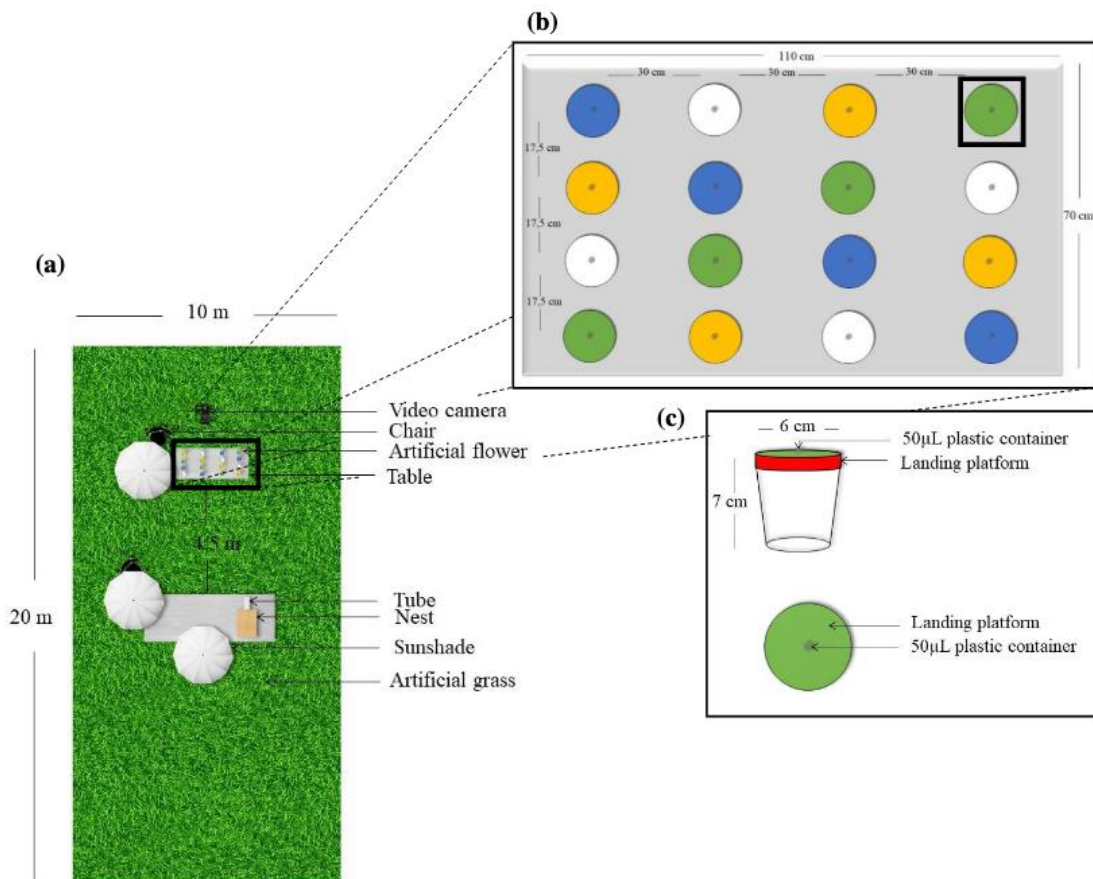 (b)
110 cm
30 cm
30 cm
30 cm
17,5 cm
17,5 cm
17,5 cm
70 cm
(a)
10 m
20 m
Video camera
Chair
Artificial flower
Table
4.5 m
Tube
Nest
Sunshade
Artificial grass
(c)
6 cm
50µL plastic container
Landing platform
7 cm
Landing platform
50µL plastic container